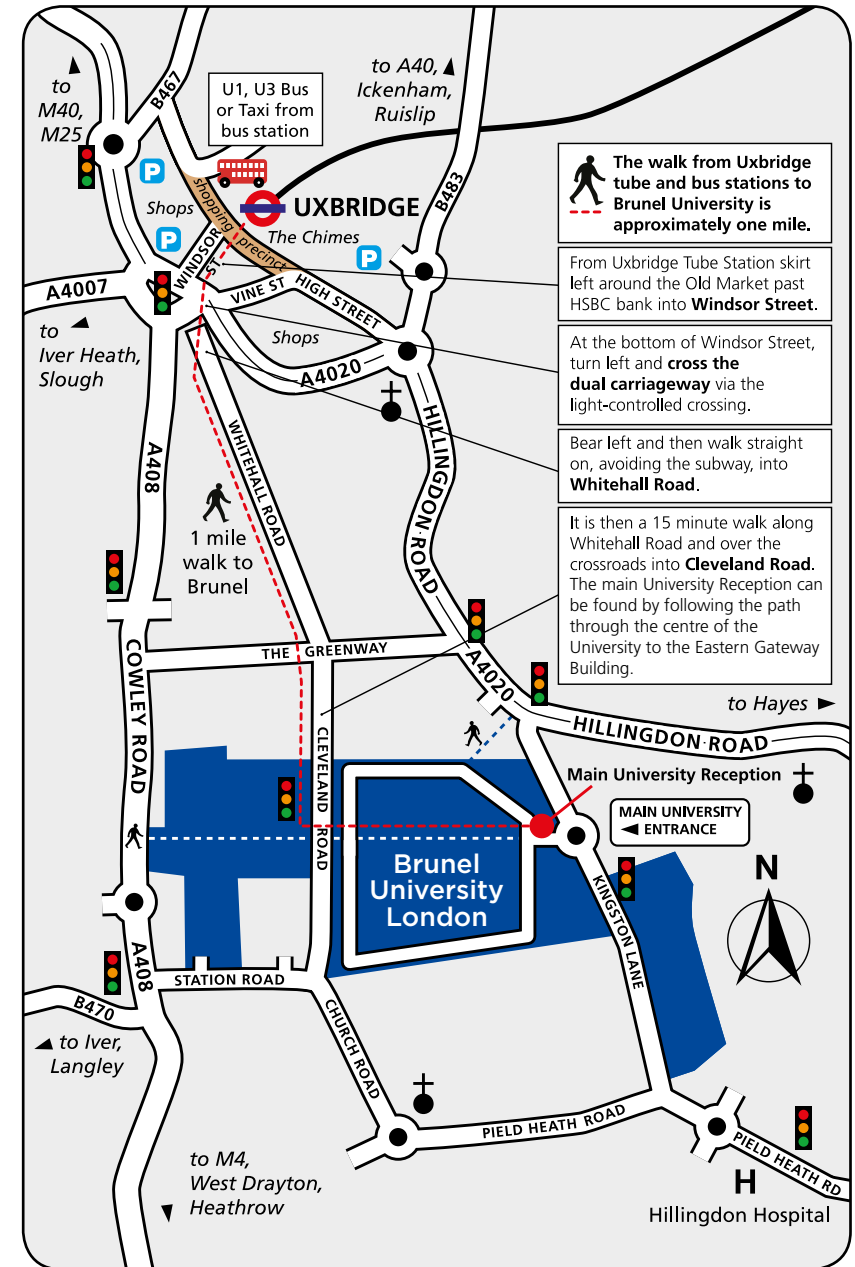 to
M40,
M25
B467
U1, U3 Bus
or Taxi from
bus station
to A40,
Ickenham,
Ruislip
B483
P
Shops
shopping precinct
UXBRIDGE
The Chimes
P
P
WINDSOR
ST
VINE ST
HIGH STREET
A4007
to
Iver Heath,
Slough
Shops
A4020
The walk from Uxbridge
tube and bus stations to
Brunel University is
approximately one mile.
From Uxbridge Tube Station skirt
left around the Old Market past
HSBC bank into Windsor Street.
At the bottom of Windsor Street,
turn left and cross the
dual carriageway via the
light-controlled crossing.
Bear left and then walk straight
on, avoiding the subway, into
Whitehall Road.
It is then a 15 minute walk along
Whitehall Road and over the
crossroads into Cleveland Road.
The main University Reception can
be found by following the path
through the centre of the
University to the Eastern Gateway
Building.
A408
WHITEHALL ROAD
HILLINGDON ROAD
1 mile
walk to
Brunel
THE GREENWAY
A4020
COWLEY ROAD
CLEVELAND ROAD
to Hayes
HILLINGDON ROAD
Main University Reception
MAIN UNIVERSITY
ENTRANCE
Brunel
University
London
KINGSTON LANE
N
A408
STATION ROAD
B470
to Iver,
Langley
CHURCH ROAD
PIELD HEATH ROAD
PIELD HEATH RD
to M4,
West Drayton,
Heathrow
H
Hillingdon Hospital